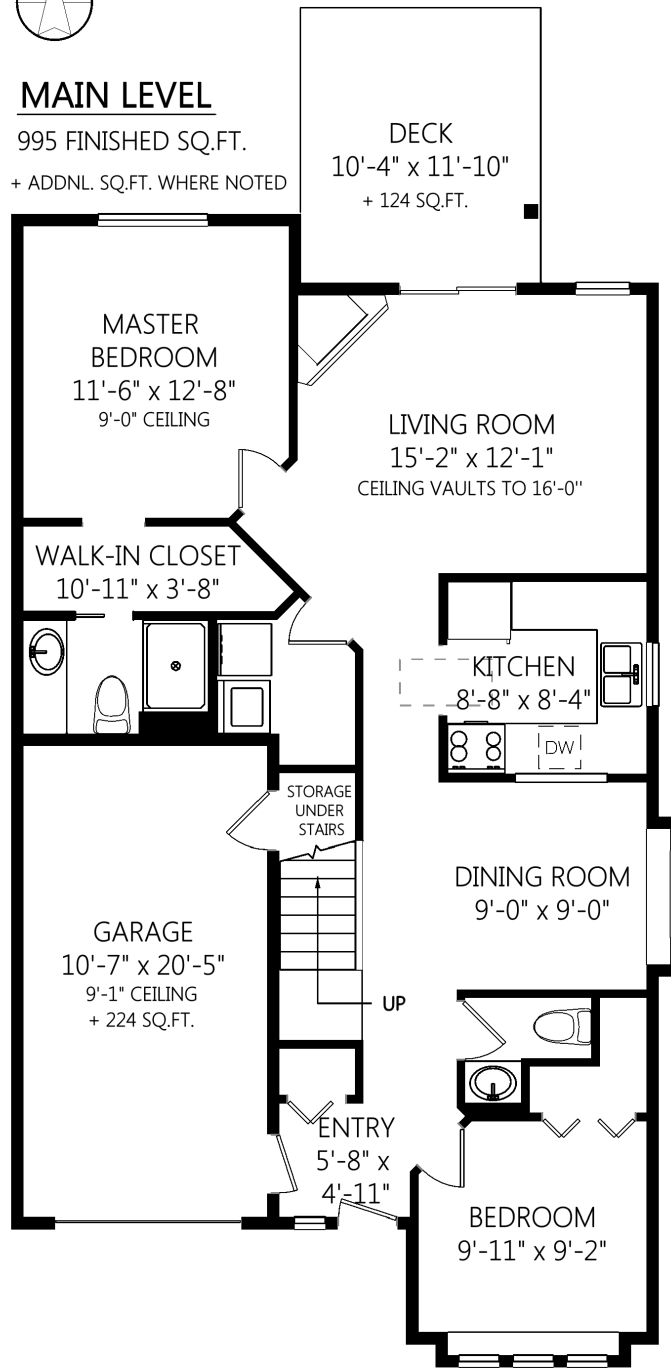 MAIN LEVEL
995 FINISHED SQ.FT.
+ ADDNL. SQ.FT. WHERE NOTED
DECK
10'-4" x 11'-10"
+ 124 SQ.FT.
MASTER
BEDROOM
11'-6" x 12'-8"
9'-0" CEILING
LIVING ROOM
15'-2" x 12'-1"
CEILING VAULTS TO 16'-0"
WALK-IN CLOSET
10'-11" x 3'-8"
KITCHEN
8'-8" x 8'-4"
DW
STORAGE
UNDER
STAIRS
DINING ROOM
9'-0" x 9'-0"
GARAGE
10'-7" x 20'-5"
9'-1" CEILING
+ 224 SQ.FT.
UP
ENTRY
5'-8" x
4'-11"
BEDROOM
9'-11" x 9'-2"